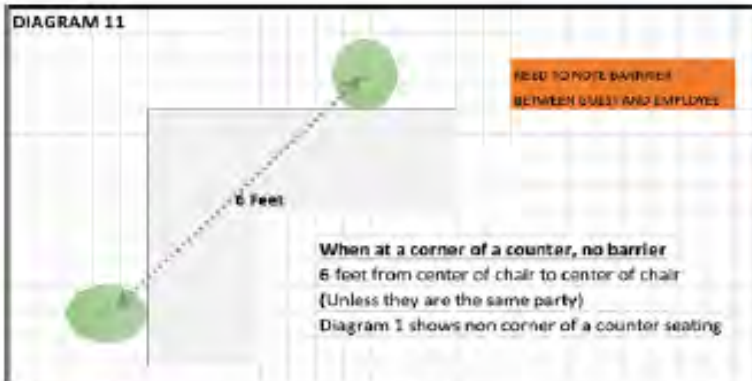 DIAGRAM 11
NEED TO NOTE BARRIER
BETWEEN GUEST AND EMPLOYEE
6 Feet
When at a corner of a counter, no barrier
6 feet from center of chair to center of chair
(Unless they are the same party)
Diagram 1 shows non corner of a counter seating